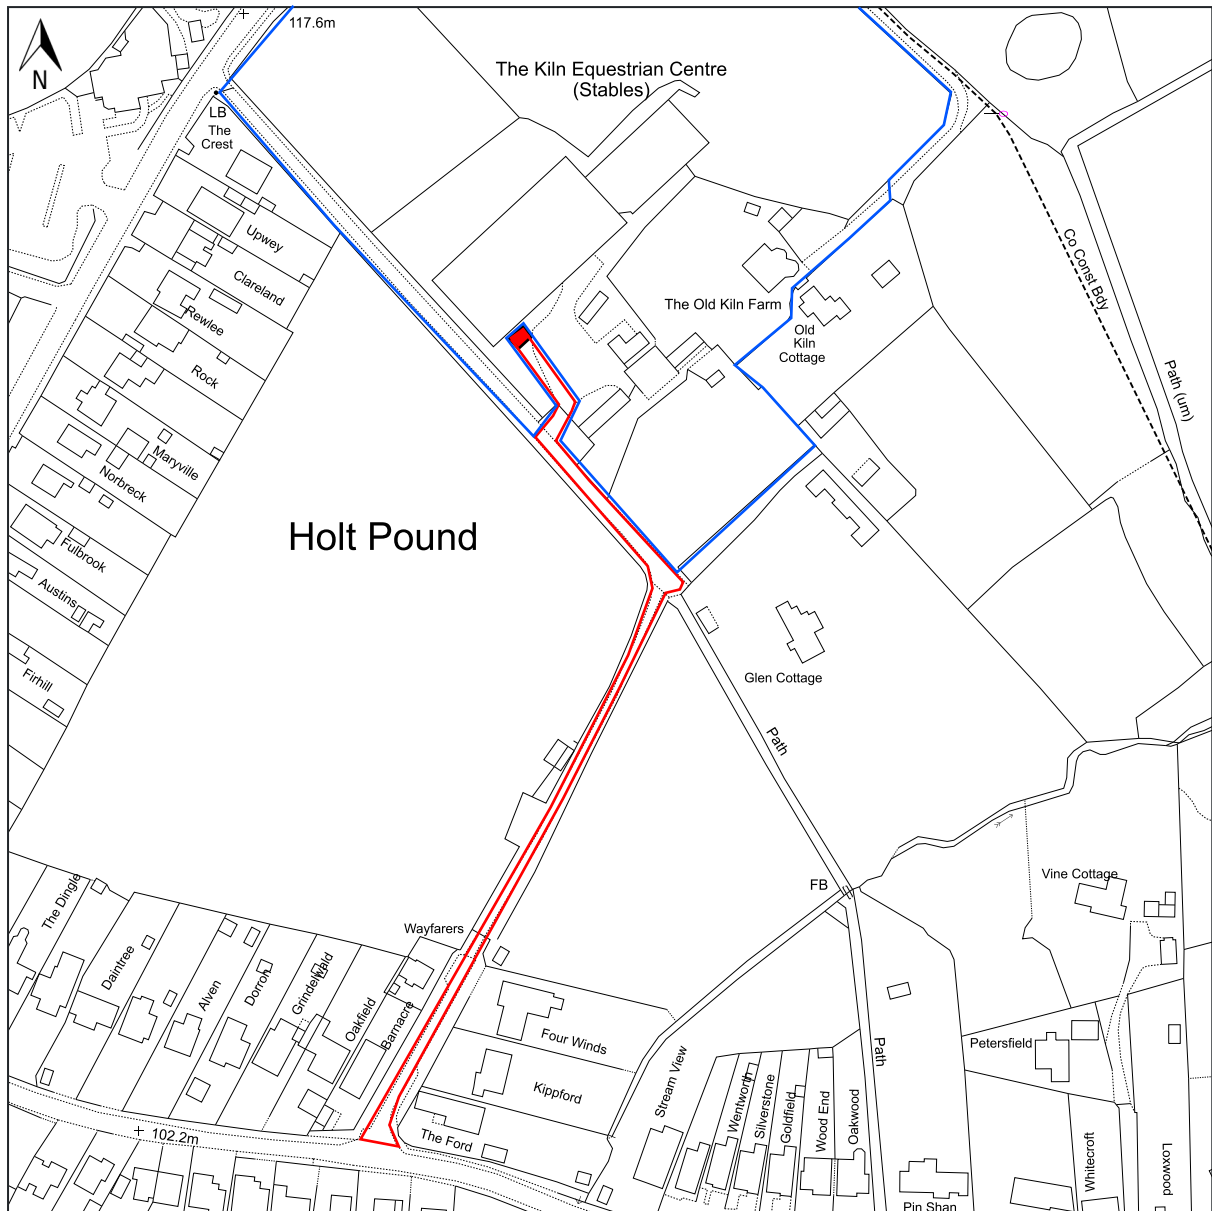 117.6m
N
The Kiln Equestrian Centre
(Stables)
LB
The
Crest
Upwey
Clareland
Rewlee
Rock
Maryville
Norbreck
Fulbrook
Austins
Firhill
Co Const Bdy
The Old Kiln Farm
Old
Kiln
Cottage
Path (um)
Holt Pound
Glen Cottage
Path
FB
Vine Cottage
Wayfarers
The Dingle
Daintree
Alven
Dorron
Grindelwald
Oakfield
Barnacre
Four Winds
Kippford
The Ford
102.2m
Stream View
Wentworth
Silverstone
Goldfield
Wood End
Oakwood
Path
Petersfield
Whitecroft
Loxwood
Pin Shan